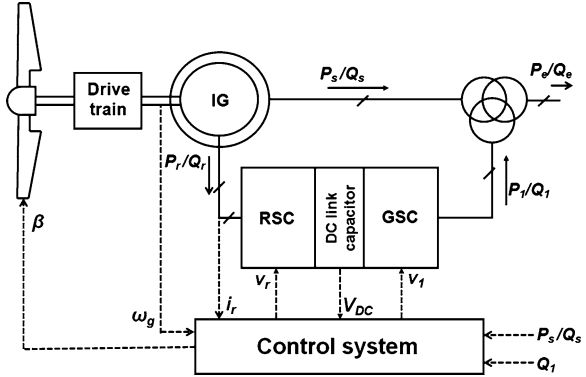 Drive
train
IG
Ps/Qs
Pe/Qe
Pr/Qr
P1/Q1
RSC
DC link
capacitor
GSC
β
ωg
ir
vr
VDC
v1
Control system
Ps/Qs
Q1